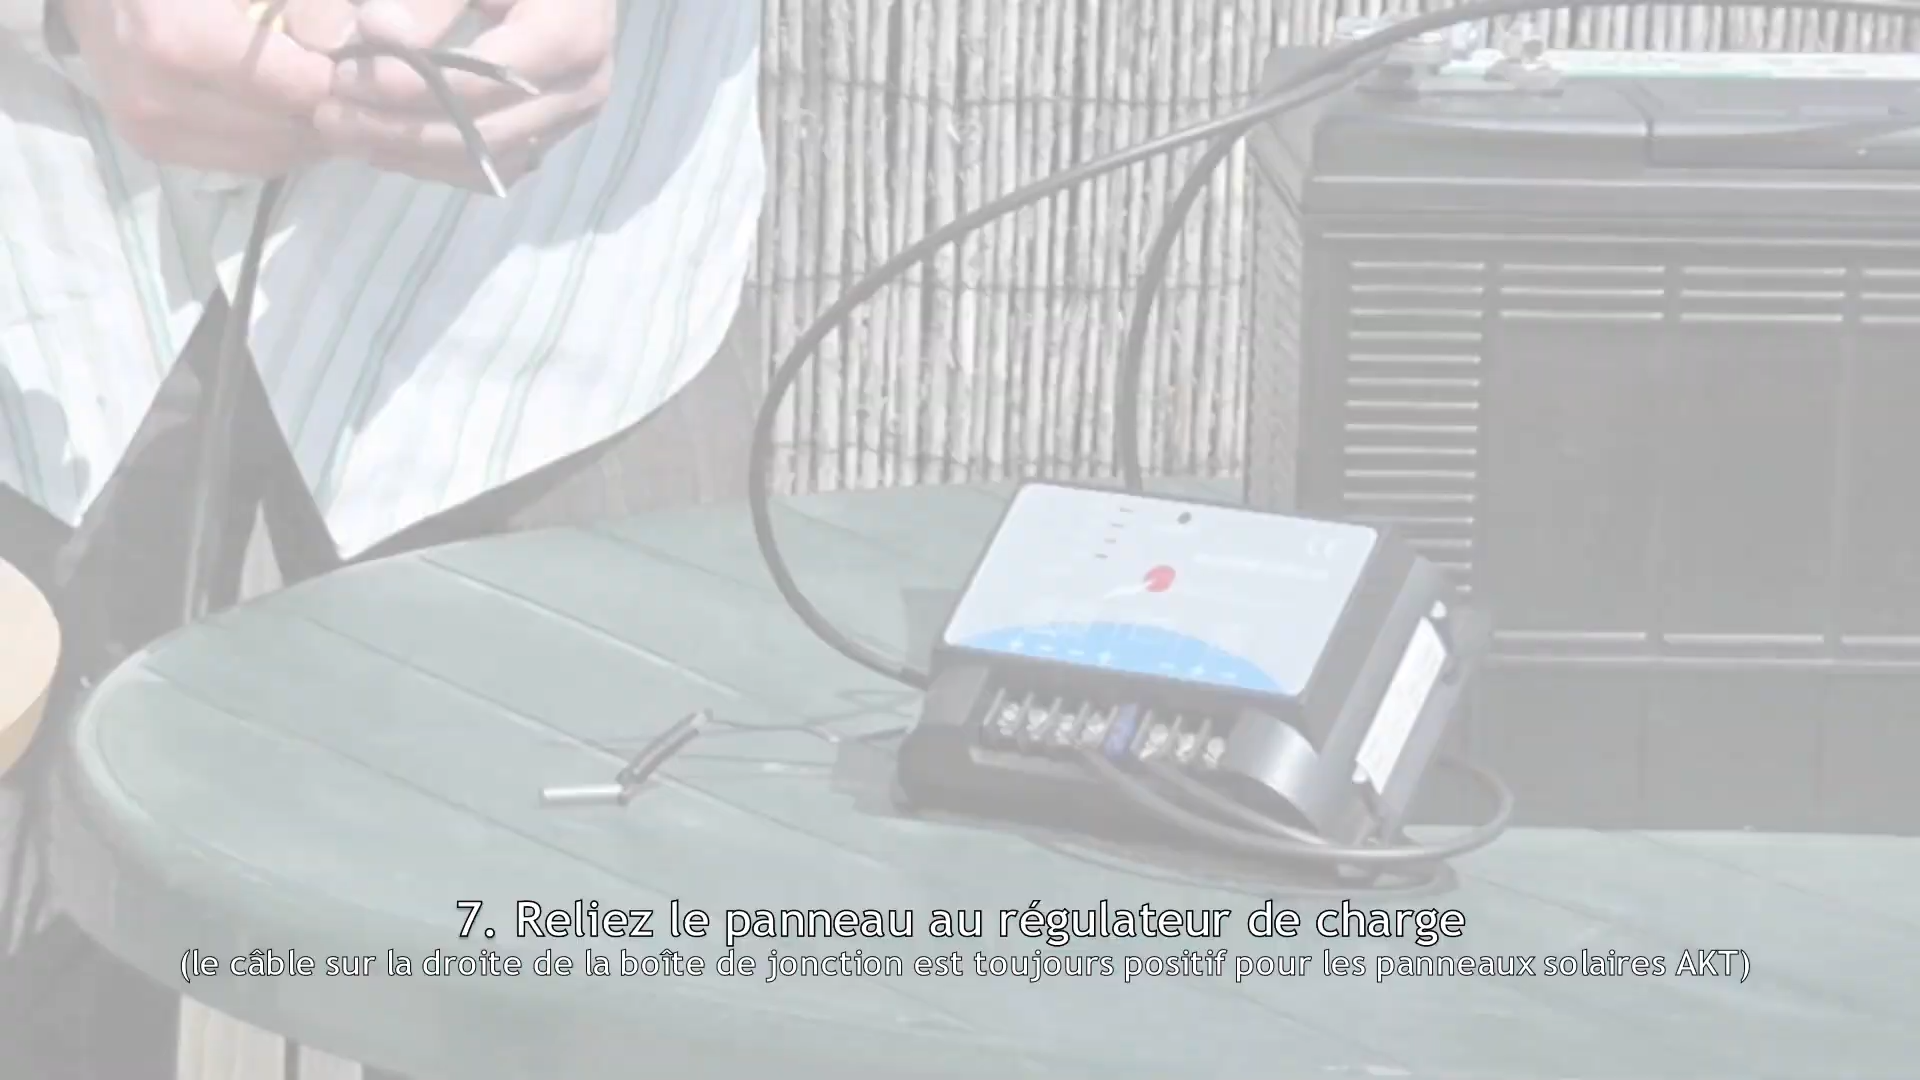 CE
7. Reliez le panneau au régulateur de charge
(le câble sur la droite de la boîte de jonction est toujours positif pour les panneaux solaires AKT)